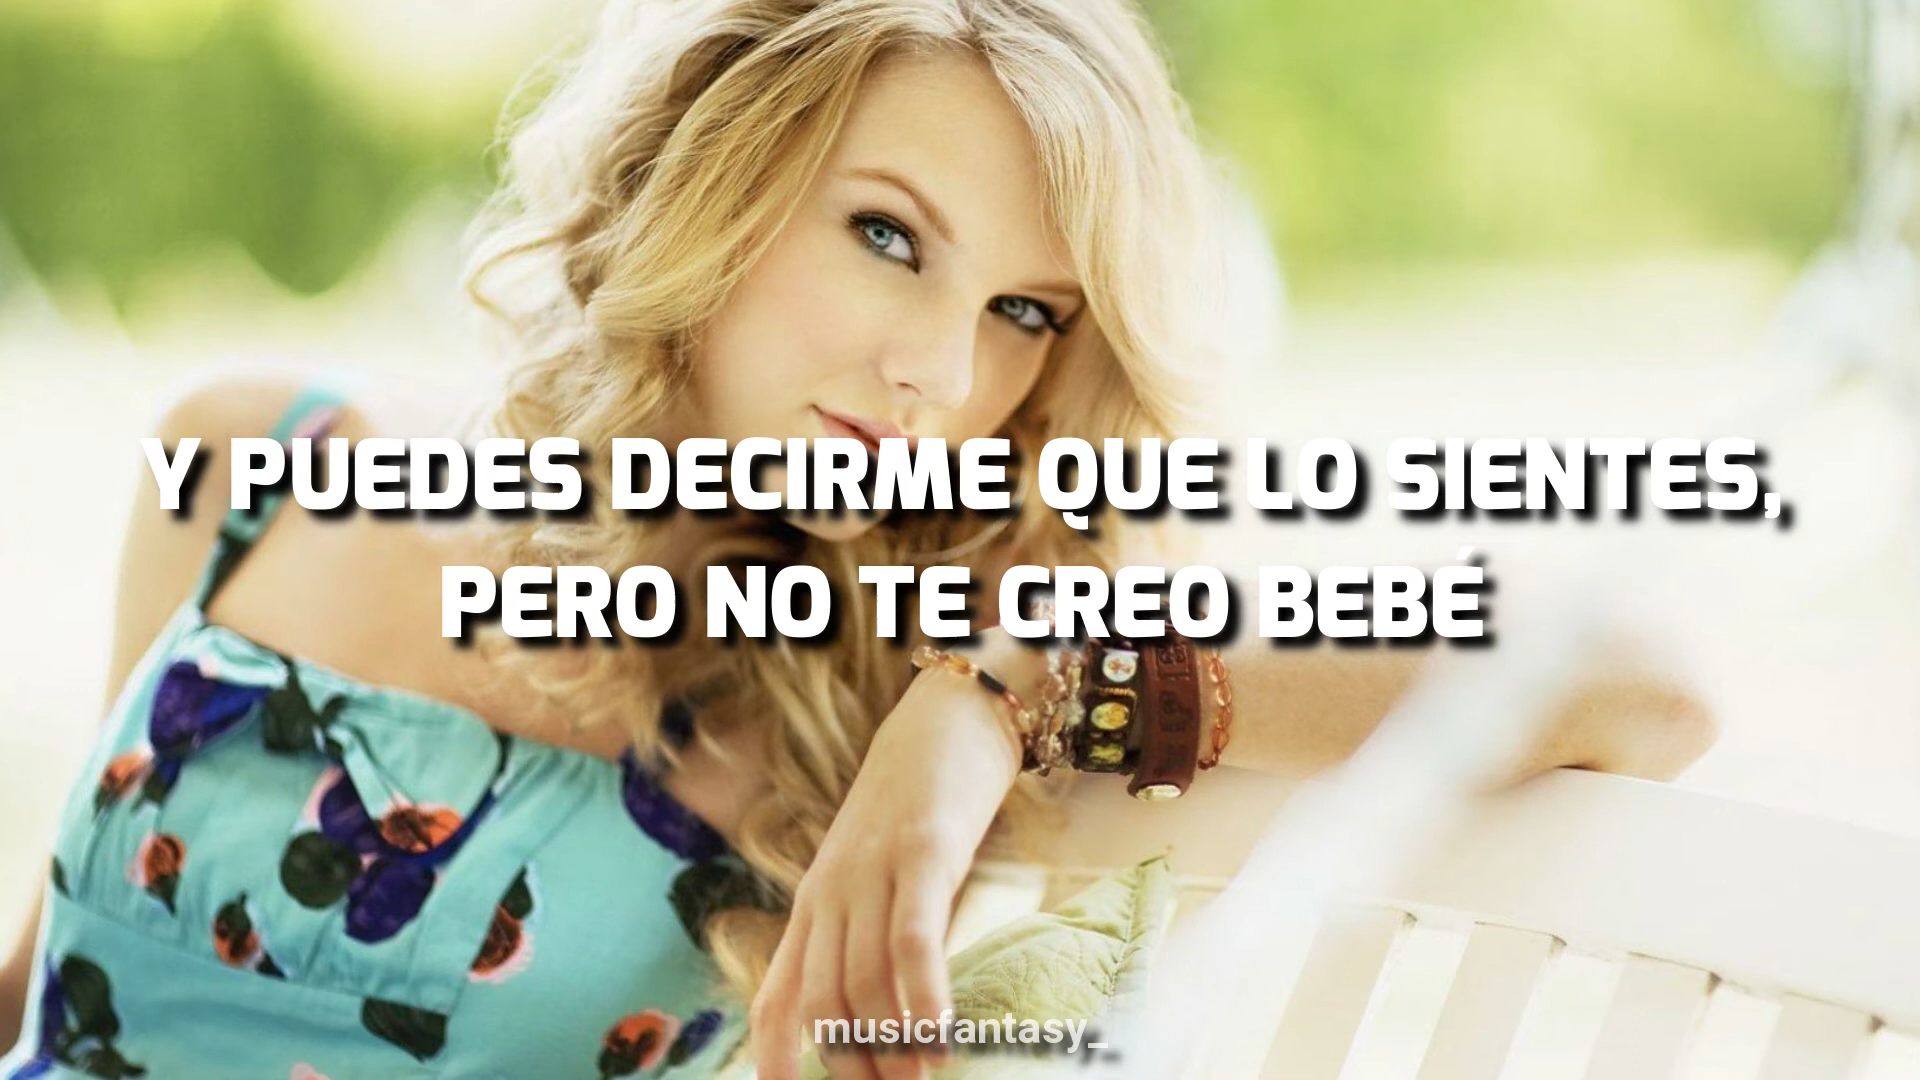 Y PUEDES DECIRME QUE LO SIENTES,
PERO NO TE CREO BEBÉ
musicfantasy_